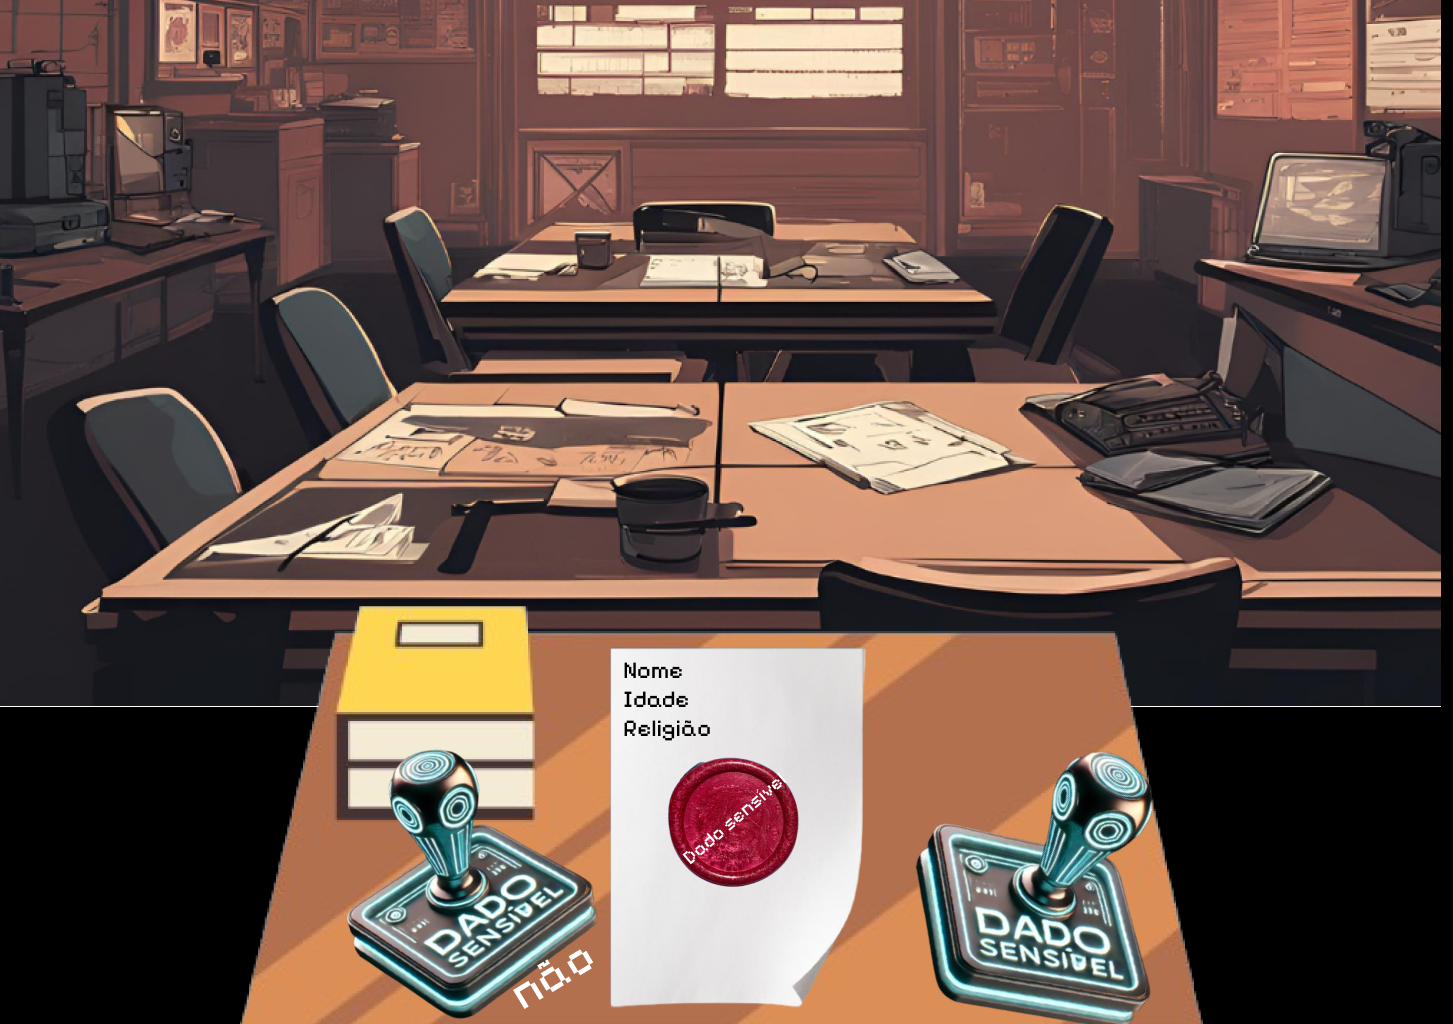 Nome
Idade
Religião
Dado sensível
DADO
SENSÍVEL
não
DADO
SENSÍVEL